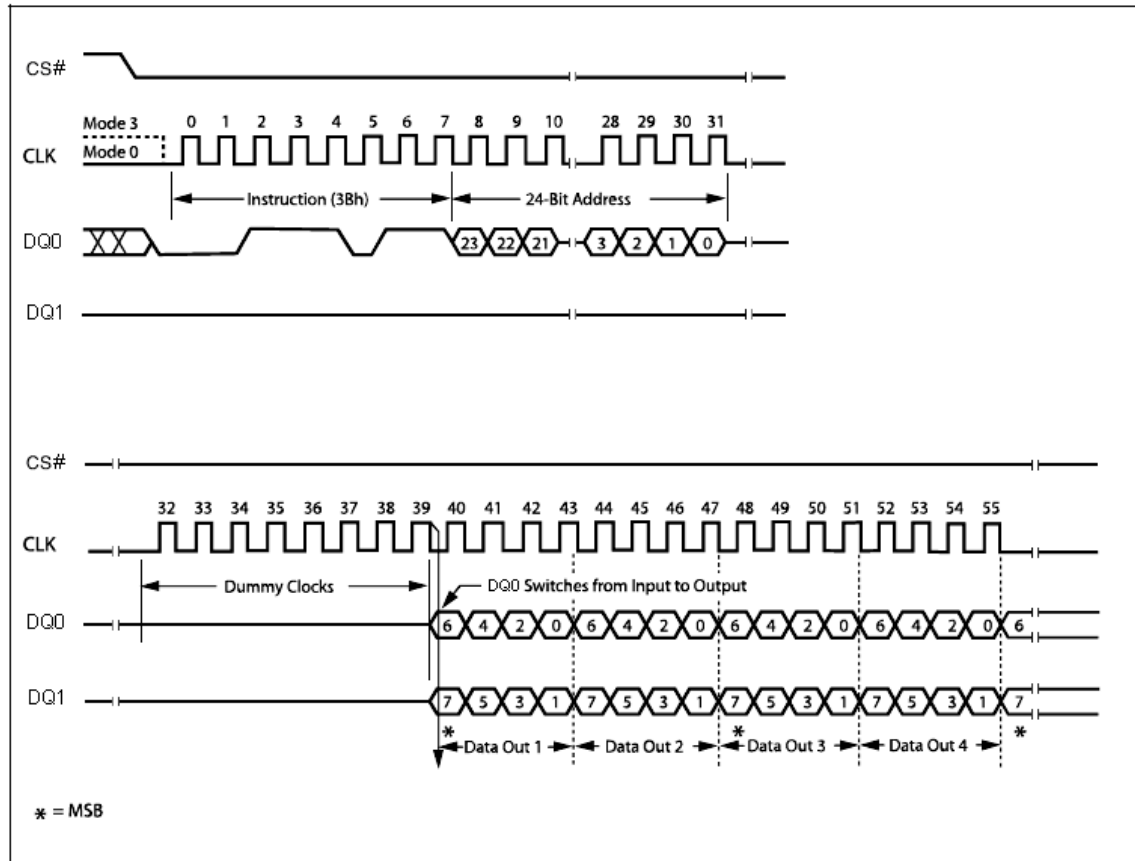 CS#
Mode 3
0 1 2 3 4 5 6 7 8 9 10 28 29 30 31
CLK
Mode 0
Instruction (3Bh) 24-Bit Address
DQ0 23 22 21 3 2 1 0
DQ1
CS#
32 33 34 35 36 37 38 39 40 41 42 43 44 45 46 47 48 49 50 51 52 53 54 55
CLK
Dummy Clocks DQ0 Switches from Input to Output
DQ0 6 4 2 0 6 4 2 0 6 4 2 0 6 4 2 0 6
DQ1 7 5 3 1 7 5 3 1 7 5 3 1 7 5 3 1 7
* * *
Data Out 1 Data Out 2 Data Out 3 Data Out 4
* = MSB